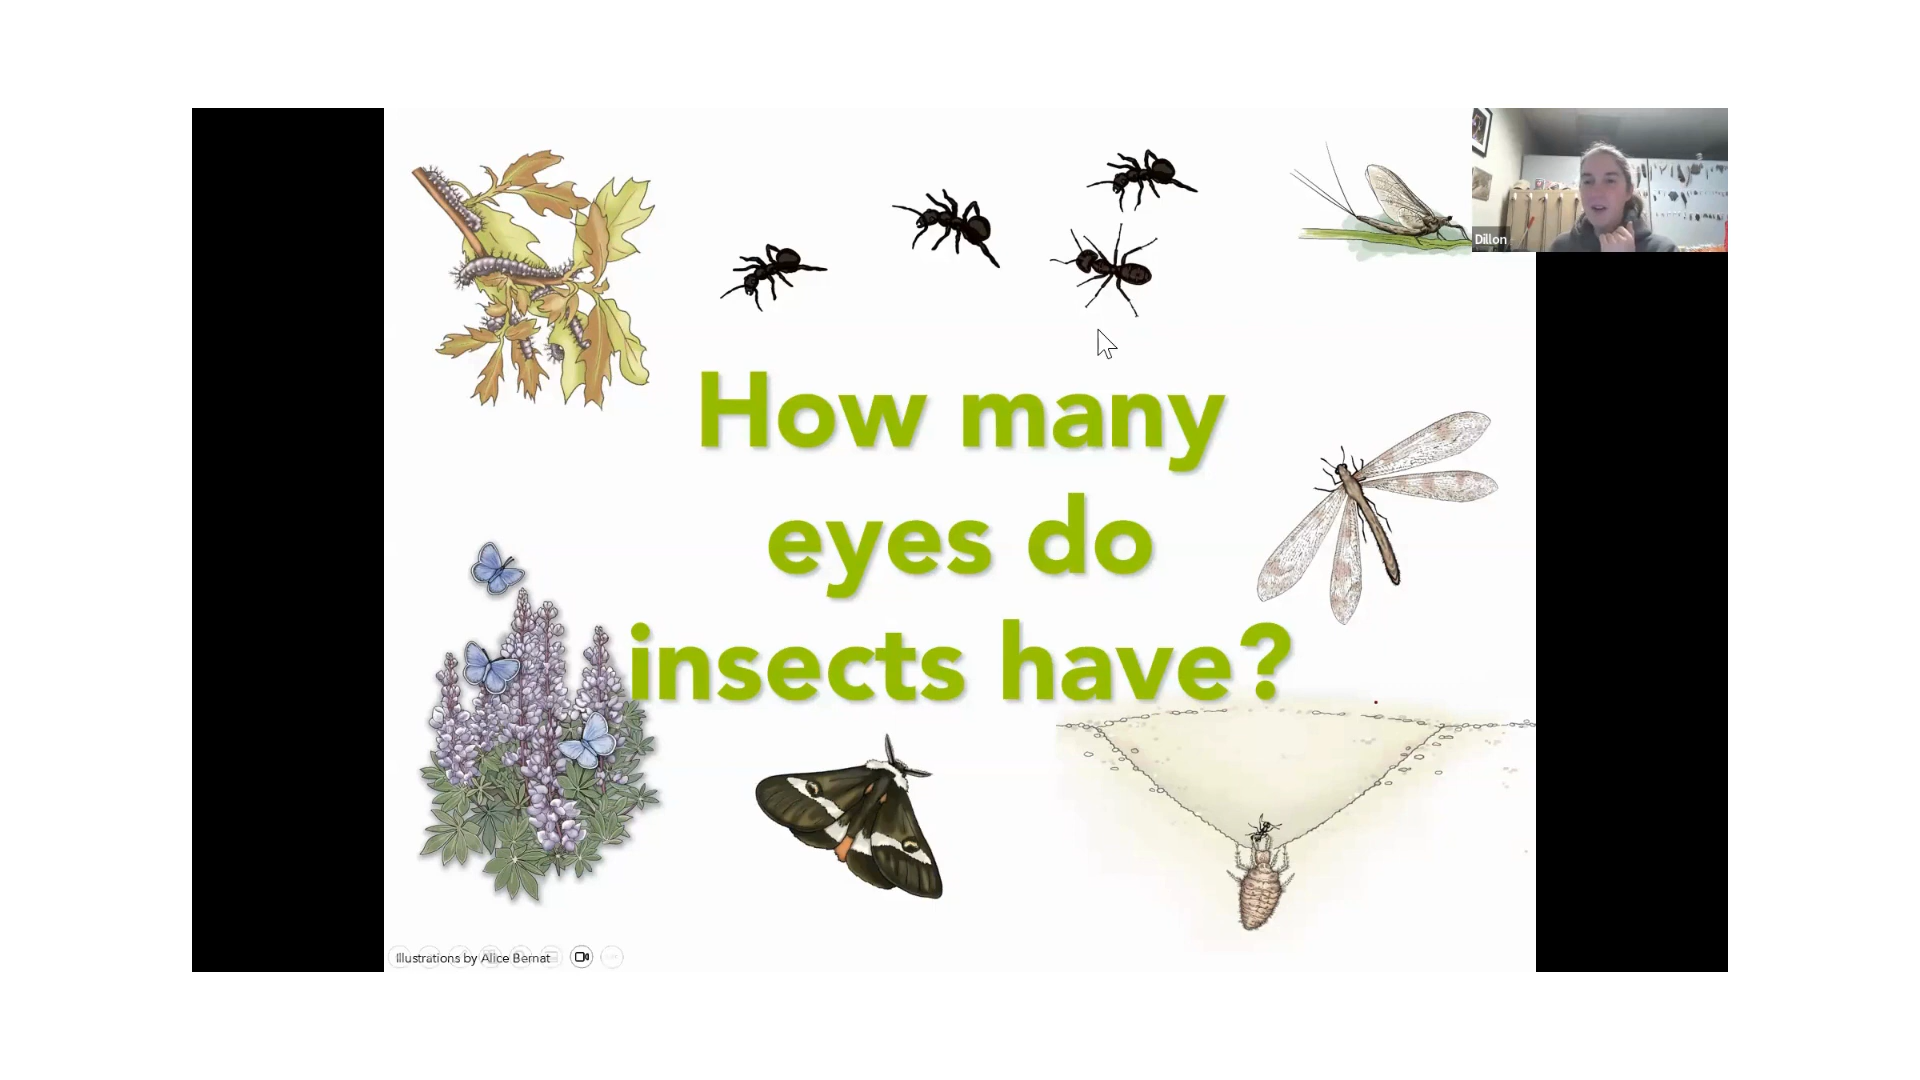 Dillon
How many
eyes do
insects have?
Illustrations by Alice Bernat